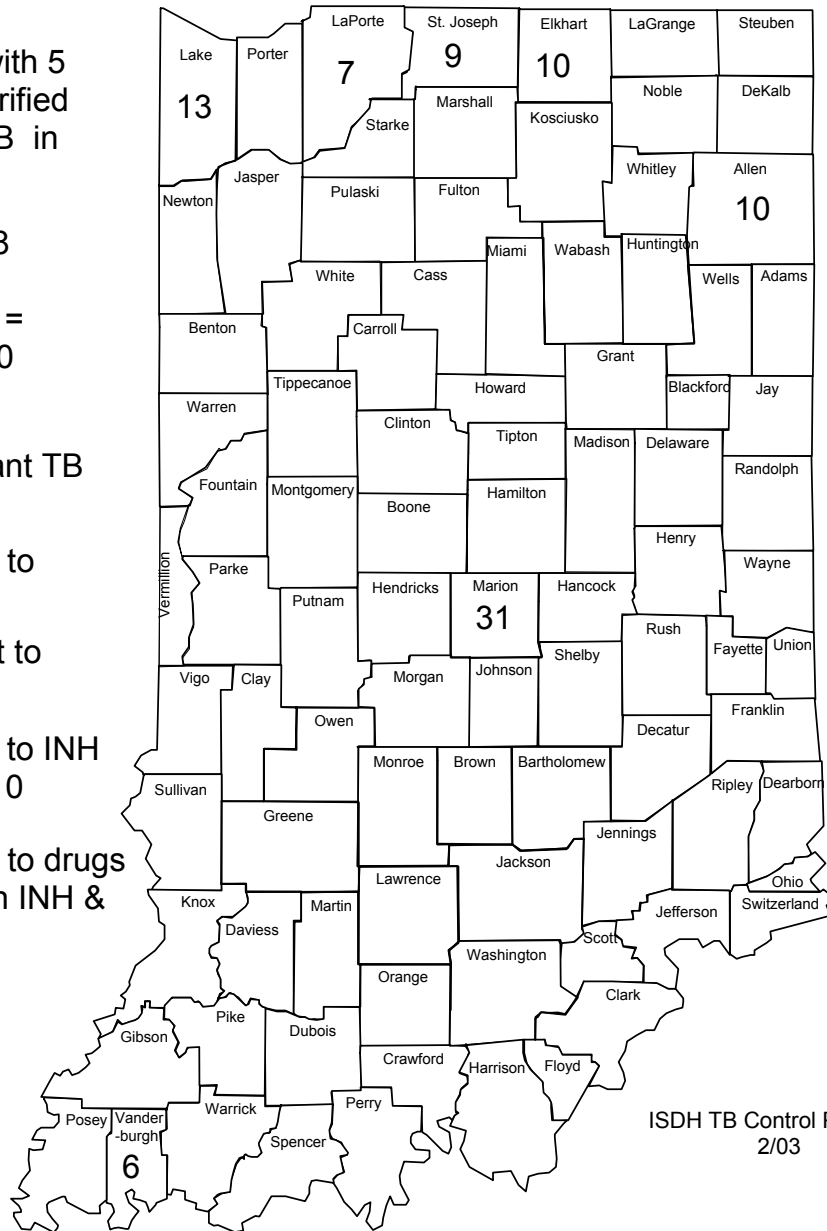 with 5
B in
=
0
ant TB
to
t to
to INH
0
to drugs
INH &
LaPorte
7
St. Joseph
9
Elkhart
10
LaGrange
Steuben
Lake
13
Porter
Marshall
Noble
DeKalb
Starke
Kosciusko
Whitley
Allen
10
Newton
Jasper
Pulaski
Fulton
Miami
Wabash
Huntington
White
Cass
Wells
Adams
Benton
Carroll
Grant
Tippecanoe
Howard
Blackford
Jay
Warren
Clinton
Tipton
Madison
Delaware
Randolph
Fountain
Montgomery
Boone
Hamilton
Henry
Vermillion
Parke
Putnam
Hendricks
Marion
31
Hancock
Wayne
Rush
Fayette
Union
Vigo
Clay
Morgan
Johnson
Shelby
Franklin
Owen
Decatur
Monroe
Brown
Bartholomew
Ripley
Dearborn
Sullivan
Greene
Jennings
Jackson
Ohio
Lawrence
Knox
Martin
Jefferson
Switzerland
Daviess
Scott
Washington
Orange
Clark
Pike
Gibson
Dubois
Crawford
Harrison
Floyd
Posey
Vander
-burgh
6
Warrick
Perry
Spencer
ISDH TB Control
2/03